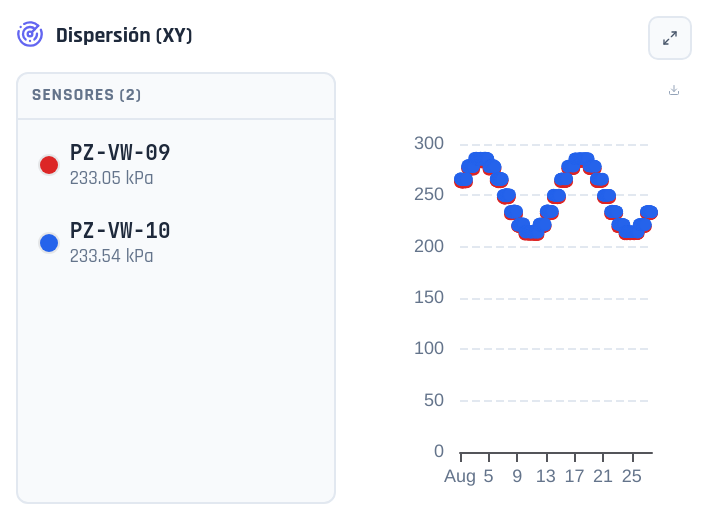 Dispersión (XY)
SENSORES (2)
PZ-VW-09
233.05 kPa
PZ-VW-10
233.54 kPa
300
250
200
150
100
50
0
Aug 5 9 13 17 21 25